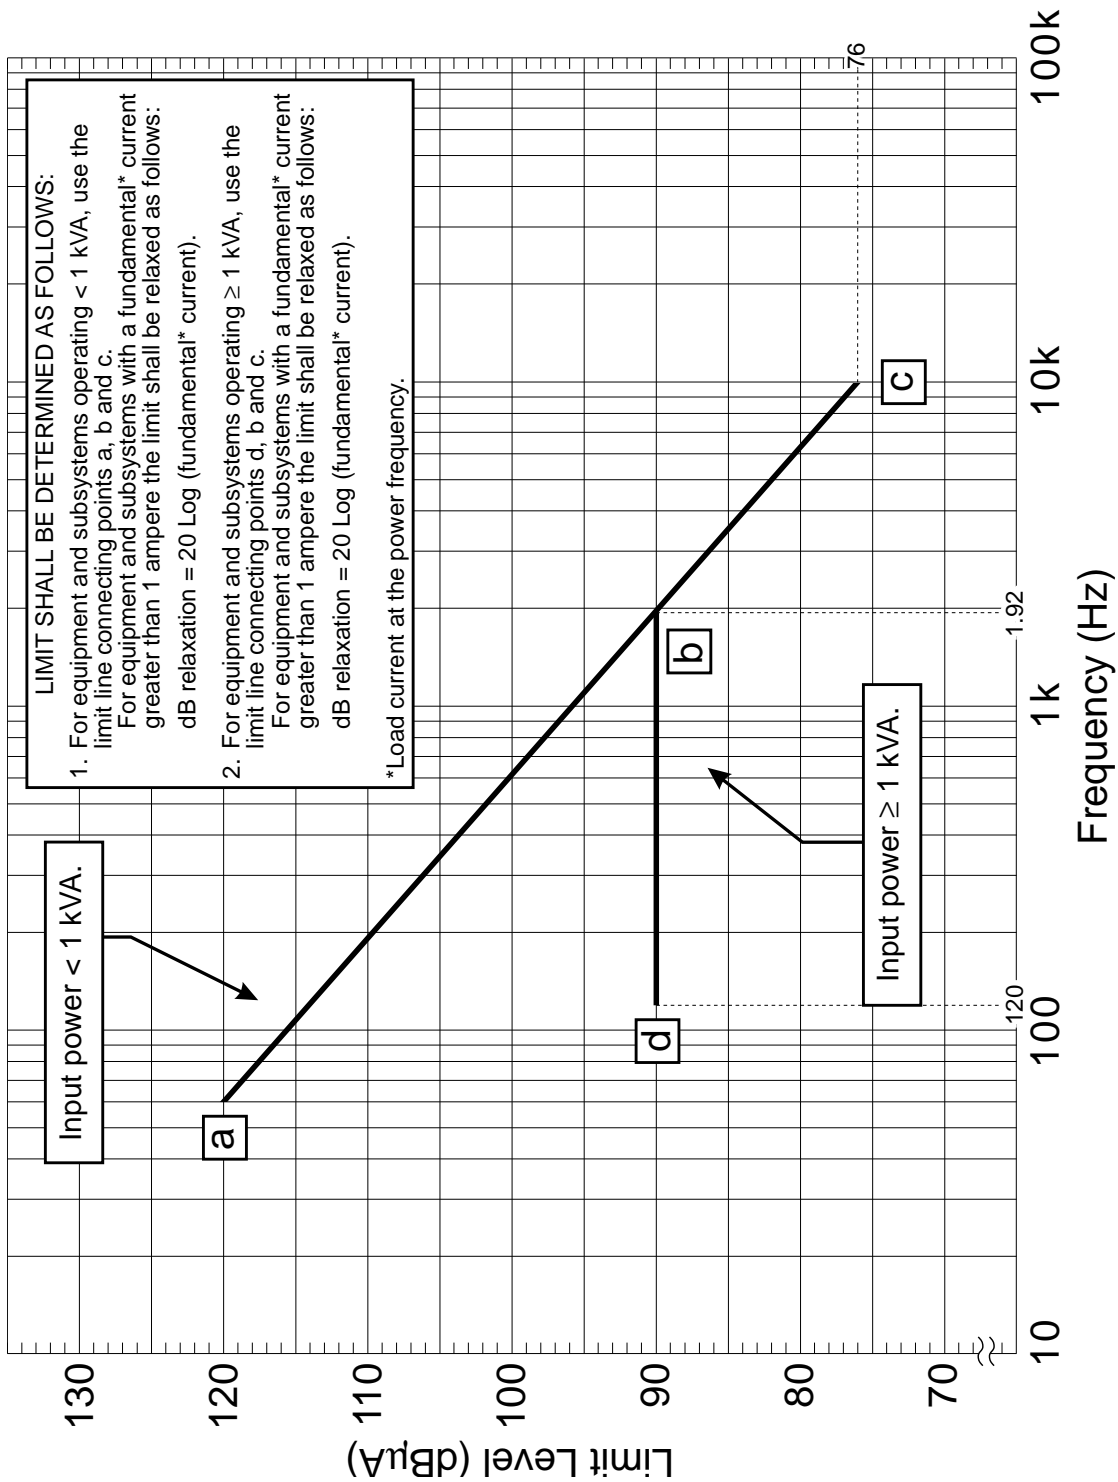 LIMIT SHALL BE DETERMINED AS FOLLOWS:
1. For equipment and subsystems operating < 1 kVA, use the
limit line connecting points a, b and c.
For equipment and subsystems with a fundamental* current
greater than 1 ampere the limit shall be relaxed as follows:
dB relaxation = 20 Log (fundamental* current).
2. For equipment and subsystems operating ≥ 1 kVA, use the
limit line connecting points d, b and c.
For equipment and subsystems with a fundamental* current
greater than 1 ampere the limit shall be relaxed as follows:
dB relaxation = 20 Log (fundamental* current).
*Load current at the power frequency.
Input power < 1 kVA.
a
d
b
c
Input power ≥ 1 kVA.
76
120
1.92
130
120
110
100
90
80
70
Limit Level (dBµA)
10
100
1k
10k
100k
Frequency (Hz)